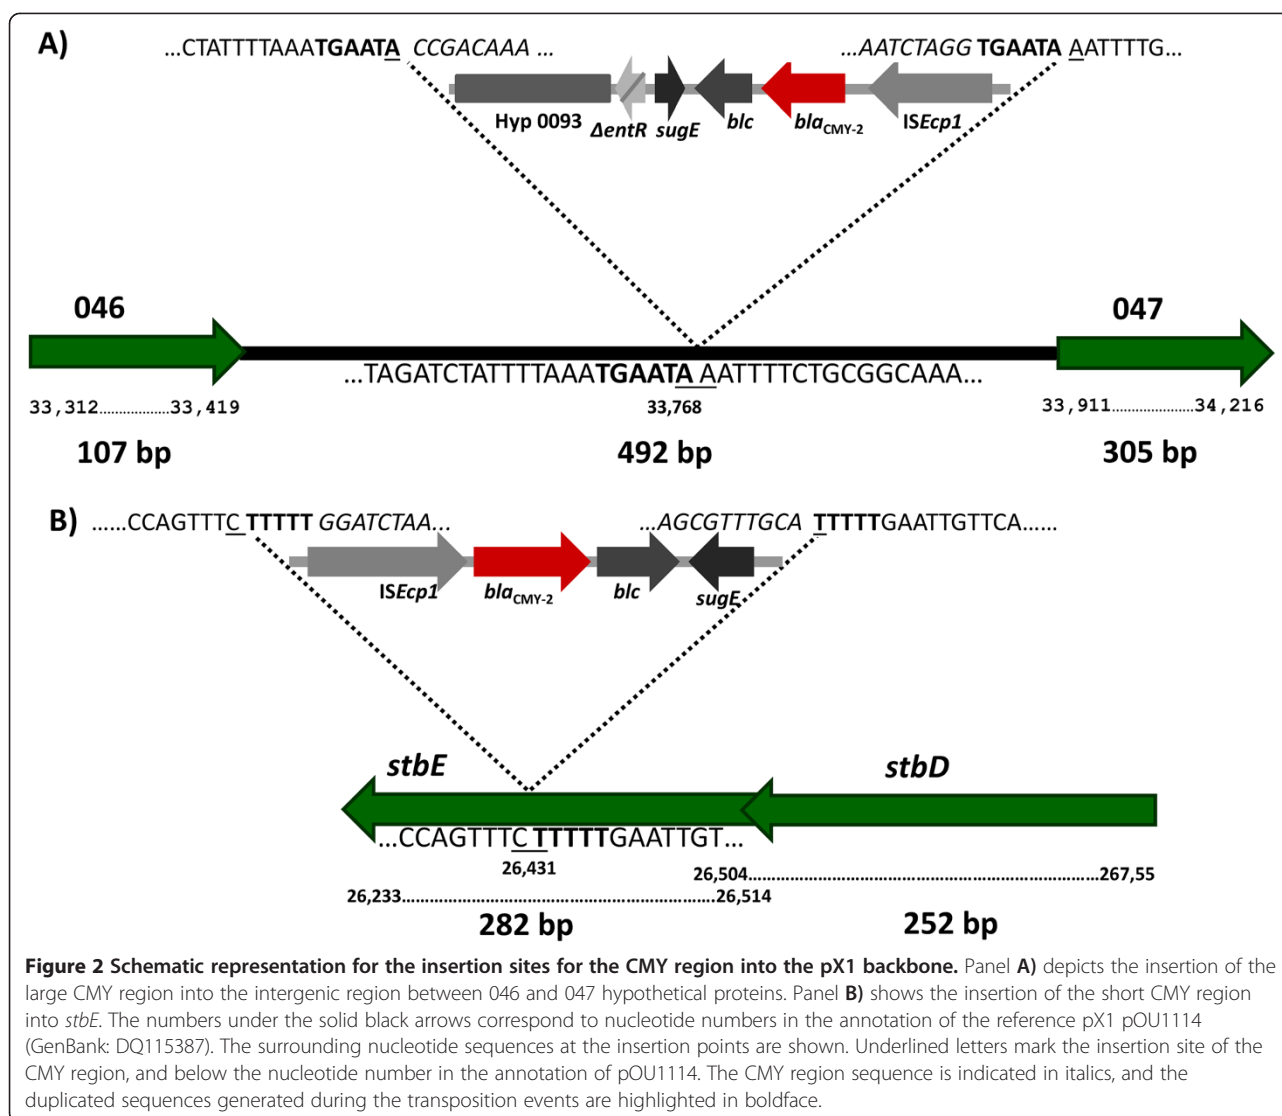 A) ...CTATTTTAAATGAATA CCGACAAA ... ...AATCTAGG TGAATA AATTTTG...
Hyp 0093 ΔentR sugE blc blaCMY-2 ISEcp1
046 047
...TAGATCTATTTTAAATGAATA AATTTTCTGCGGCAAA...
33,312.................33,419 33,768 33,911.....................34,216
107 bp 492 bp 305 bp
B) ......CCAGTTTC TTTTT GGATCTAA... ...AGCGTTTGCA TTTTTGAATTGTTCA......
ISEcp1 blaCMY-2 blc sugE
stbE stbD
...CCAGTTTC TTTTTGAATTGT...
26,431 26,504......................................................................267,55
26,233...............................................................26,514
282 bp 252 bp
Figure 2 Schematic representation for the insertion sites for the CMY region into the pX1 backbone. Panel A) depicts the insertion of the
large CMY region into the intergenic region between 046 and 047 hypothetical proteins. Panel B) shows the insertion of the short CMY region
into stbE. The numbers under the solid black arrows correspond to nucleotide numbers in the annotation of the reference pX1 pOU1114
(GenBank: DQ115387). The surrounding nucleotide sequences at the insertion points are shown. Underlined letters mark the insertion site of the
CMY region, and below the nucleotide number in the annotation of pOU1114. The CMY region sequence is indicated in italics, and the
duplicated sequences generated during the transposition events are highlighted in boldface.